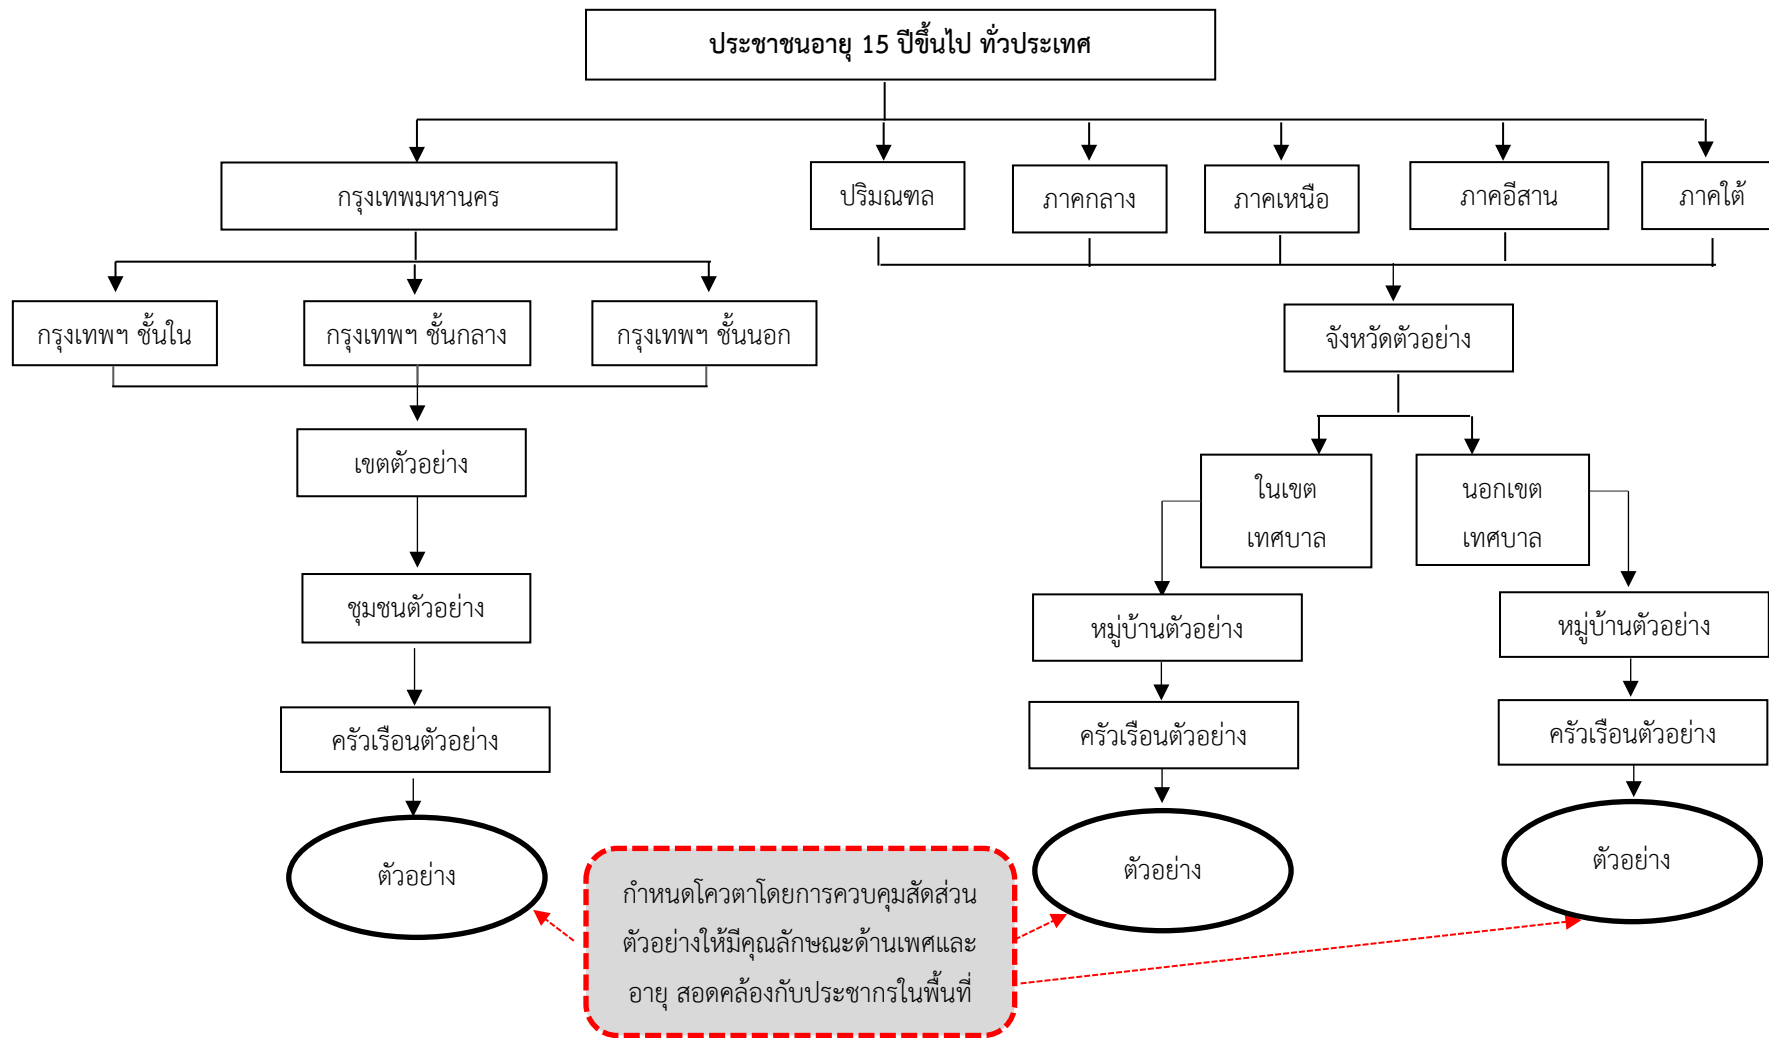 ประชาชนอายุ 15 ปีขึ้นไป ทั่วประเทศ
กรุงเทพมหานคร
ปริมณฑล
ภาคกลาง
ภาคเหนือ
ภาคอีสาน
ภาคใต้
กรุงเทพฯ ชั้นใน
กรุงเทพฯ ชั้นกลาง
กรุงเทพฯ ชั้นนอก
จังหวัดตัวอย่าง
เขตตัวอย่าง
ในเขต
เทศบาล
นอกเขต
เทศบาล
ชุมชนตัวอย่าง
หมู่บ้านตัวอย่าง
หมู่บ้านตัวอย่าง
ครัวเรือนตัวอย่าง
ครัวเรือนตัวอย่าง
ครัวเรือนตัวอย่าง
ตัวอย่าง
ตัวอย่าง
ตัวอย่าง
กำหนดโควตาโดยการควบคุมสัดส่วน
ตัวอย่างให้มีคุณลักษณะด้านเพศและ
อายุ สอดคล้องกับประชากรในพื้นที่